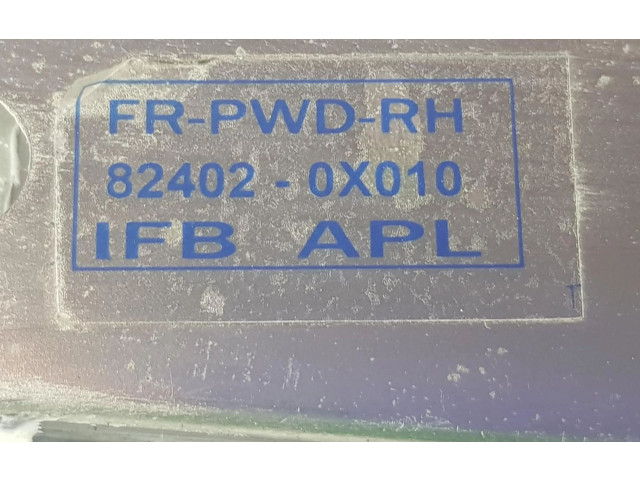 FR-PWD-RH
82402 - 0X010
IFB APL
T